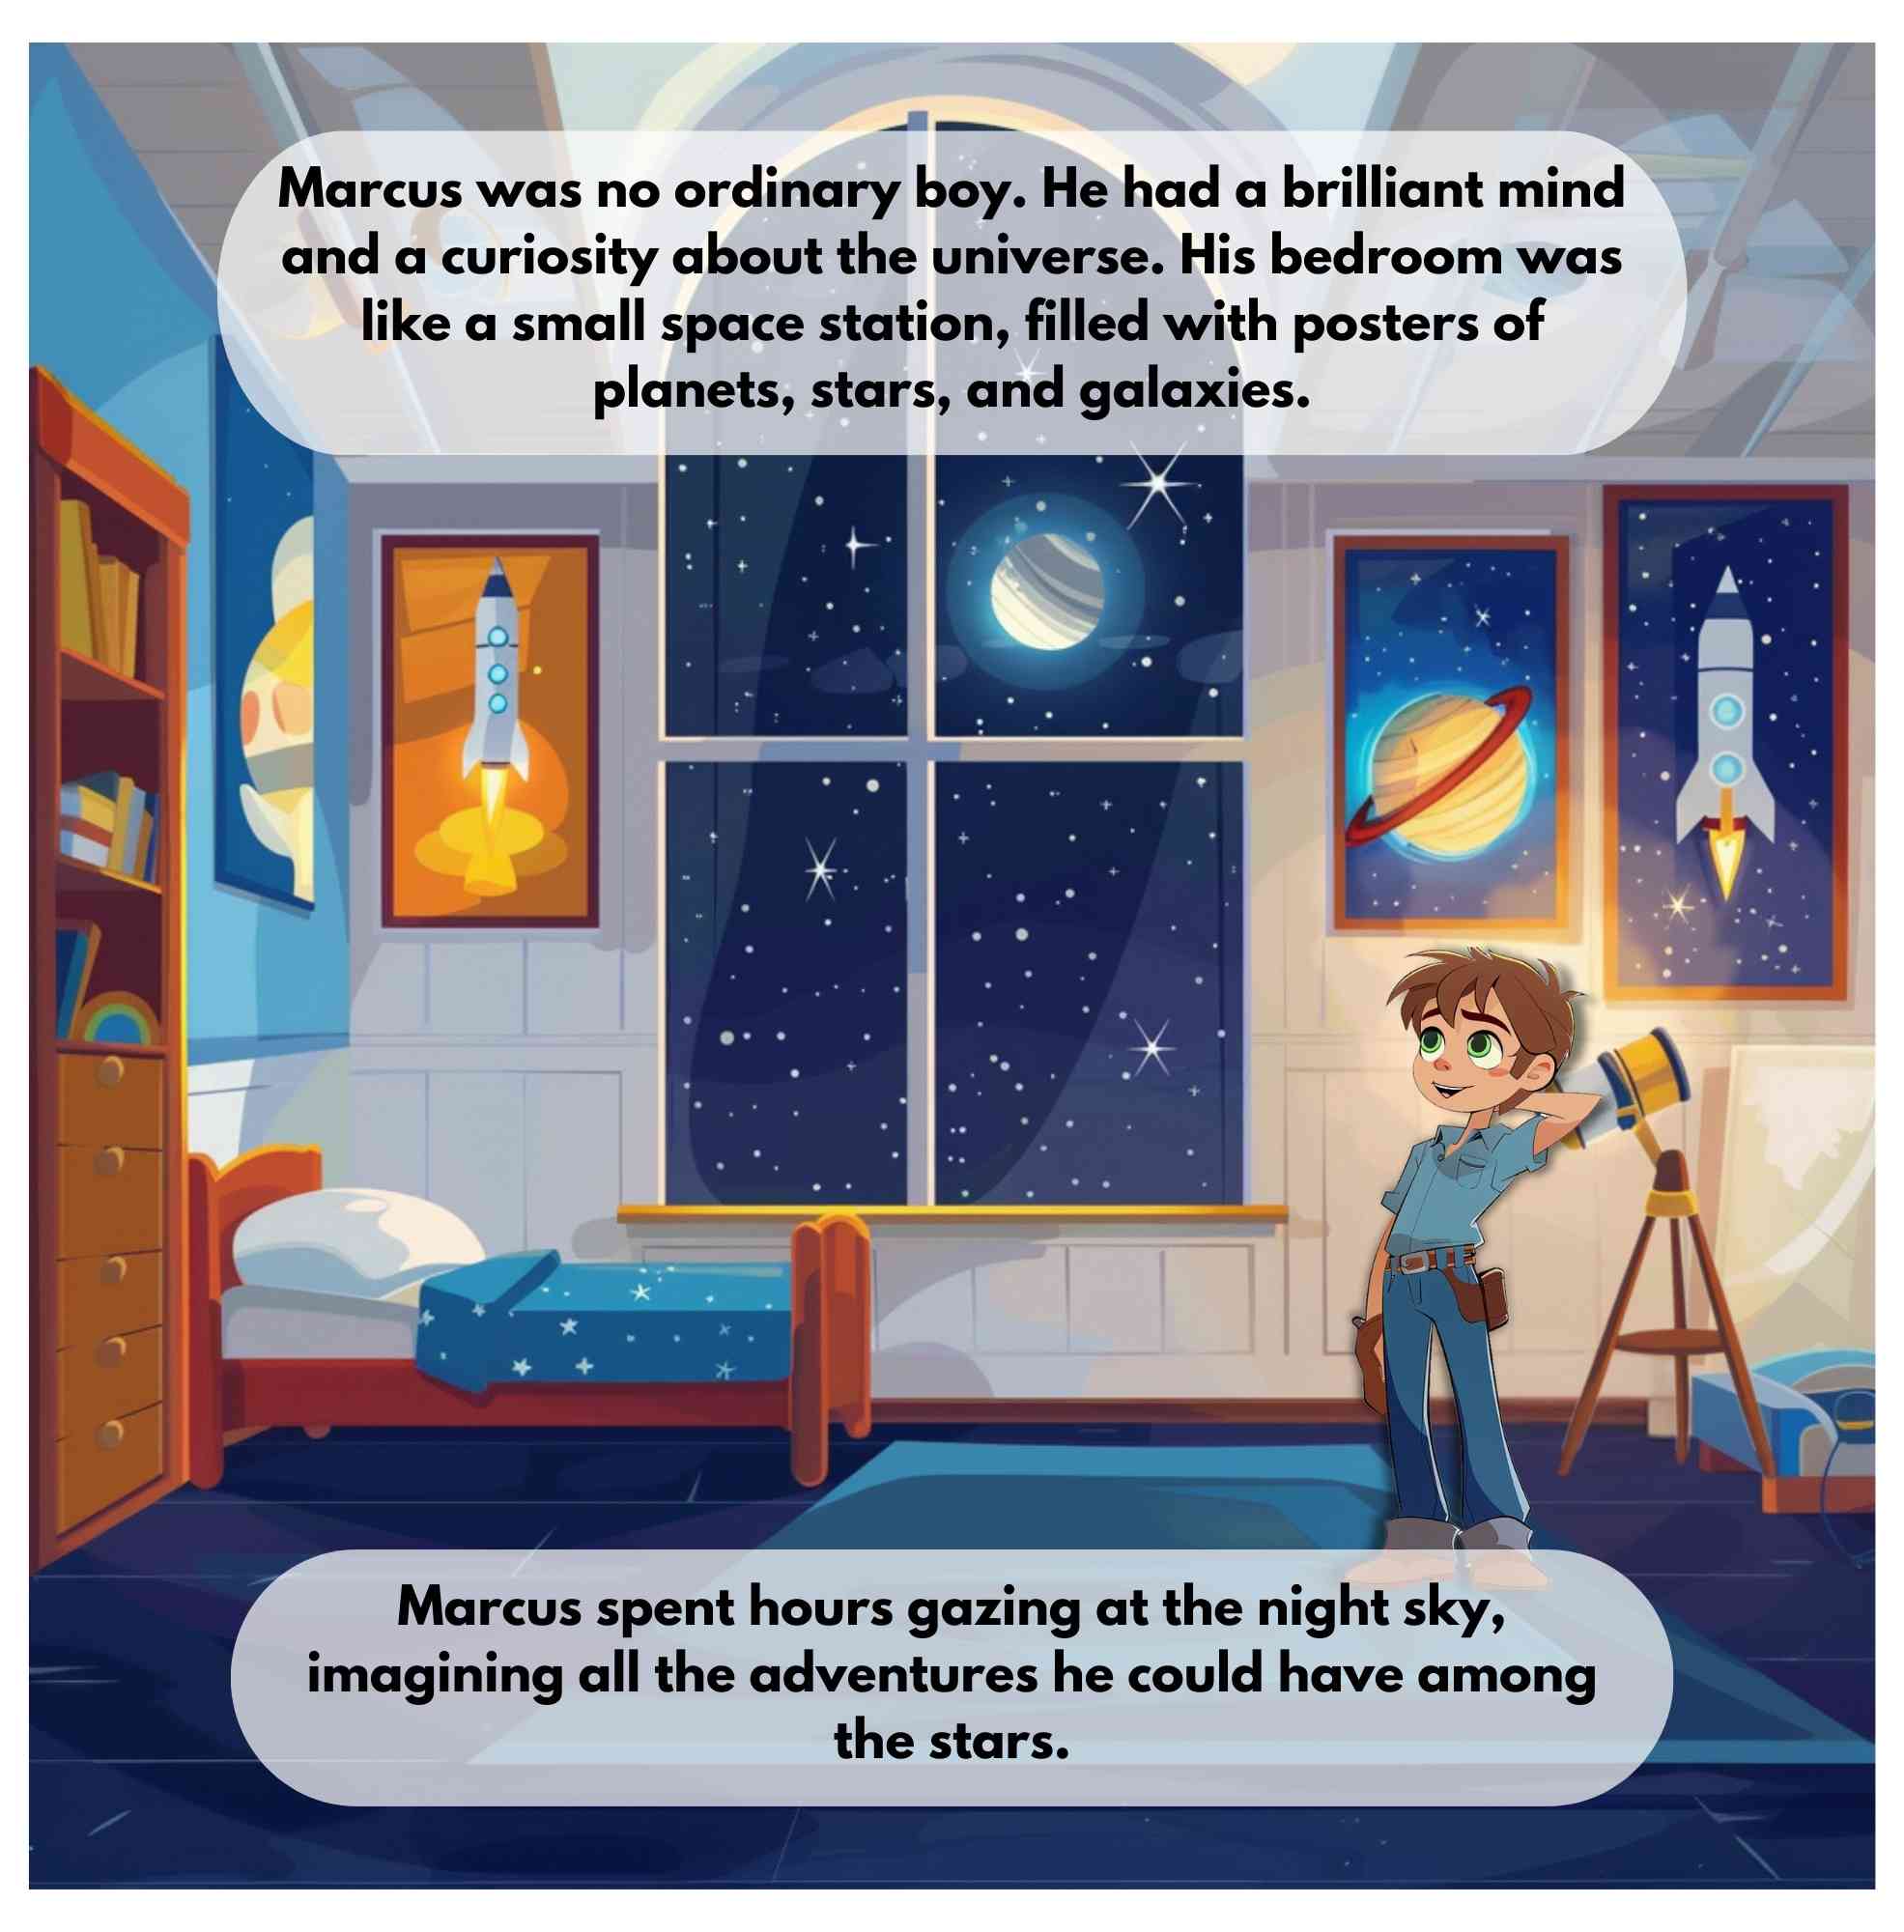 Marcus was no ordinary boy. He had a brilliant mind
and a curiosity about the universe. His bedroom was
like a small space station, filled with posters of
planets, stars, and galaxies.
Marcus spent hours gazing at the night sky,
imagining all the adventures he could have among
the stars.